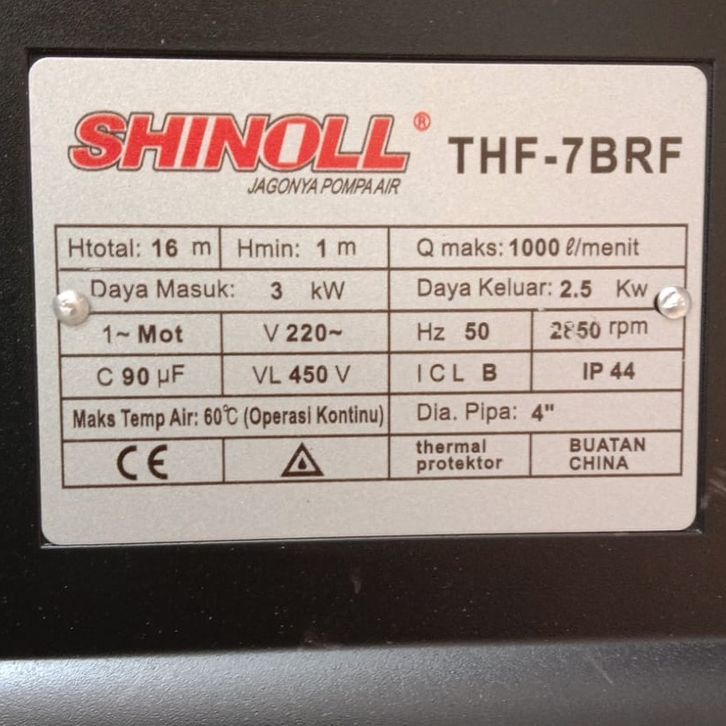 SHINOLL®
THF-7BRF
JAGONYA POMPA AIR
Htotal: 16 m Hmin: 1 m Q maks: 1000 ℓ/menit
Daya Masuk: 3 kW Daya Keluar: 2.5 Kw
1~ Mot V 220~ Hz 50 2850 rpm
C 90 µF VL 450 V I C L B IP 44
Maks Temp Air: 60℃ (Operasi Kontinu) Dia. Pipa: 4"
CE thermal protektor BUATAN CHINA